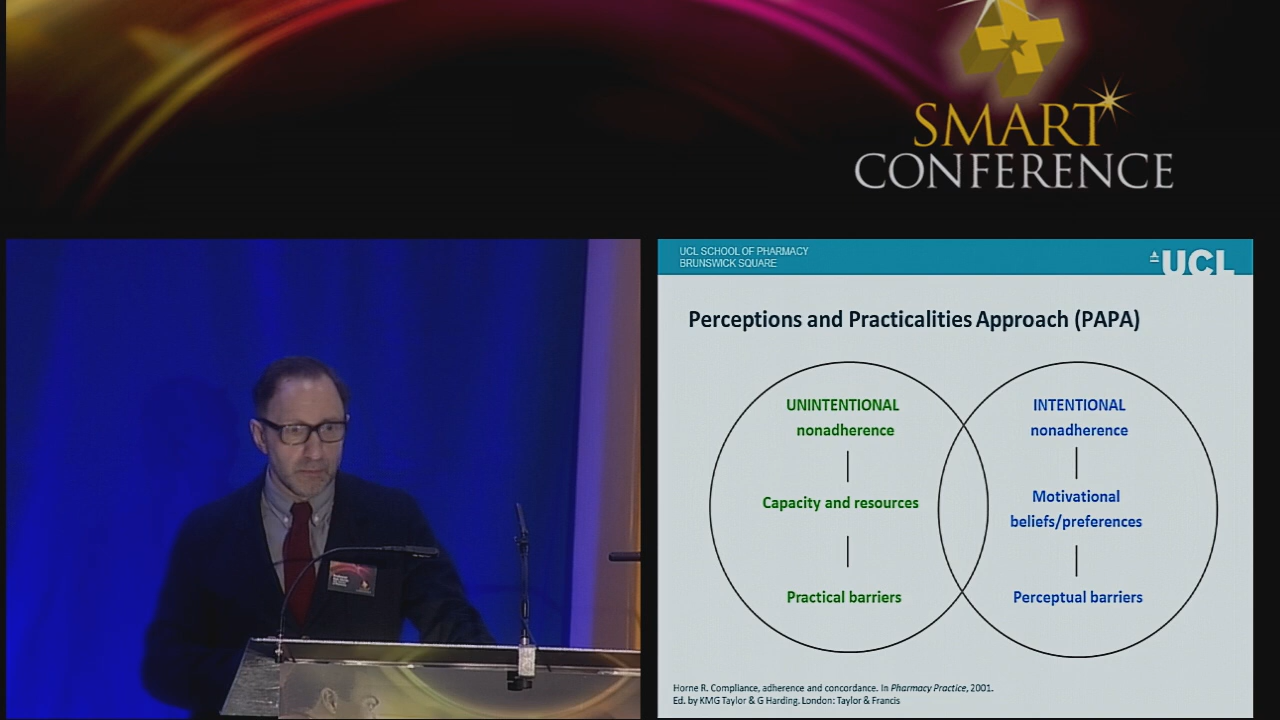 SMART
CONFERENCE
UCL SCHOOL OF PHARMACY
BRUNSWICK SQUARE
UCL
Perceptions and Practicalities Approach (PAPA)
UNINTENTIONAL
nonadherence
Capacity and resources
Practical barriers
INTENTIONAL
nonadherence
Motivational
beliefs/preferences
Perceptual barriers
Horne R. Compliance, adherence and concordance. In Pharmacy Practice, 2001.
Ed. by KMG Taylor & G Harding. London: Taylor & Francis